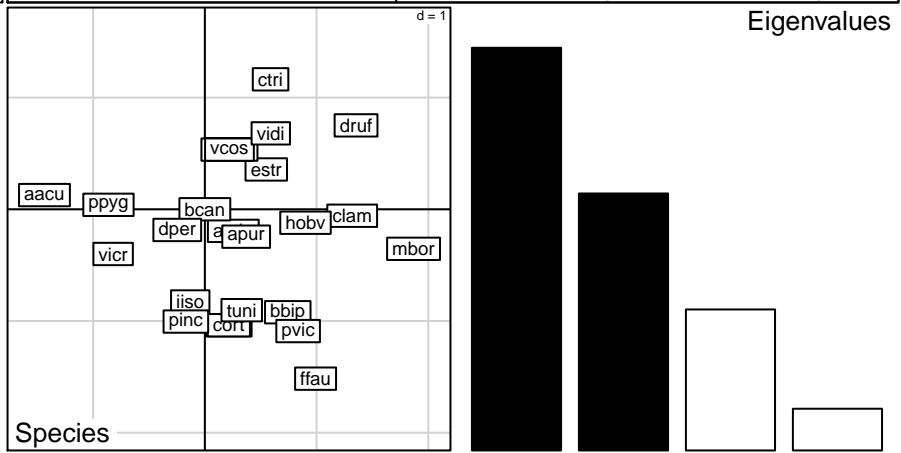 d = 1
Eigenvalues
ctri
druf
vidi
vcos
estr
aacu
ppyg
bcan
clam
hobv
dper
apur
mbor
vicr
iiso
tuni
bbip
pinc
cort
pvic
ffau
Species